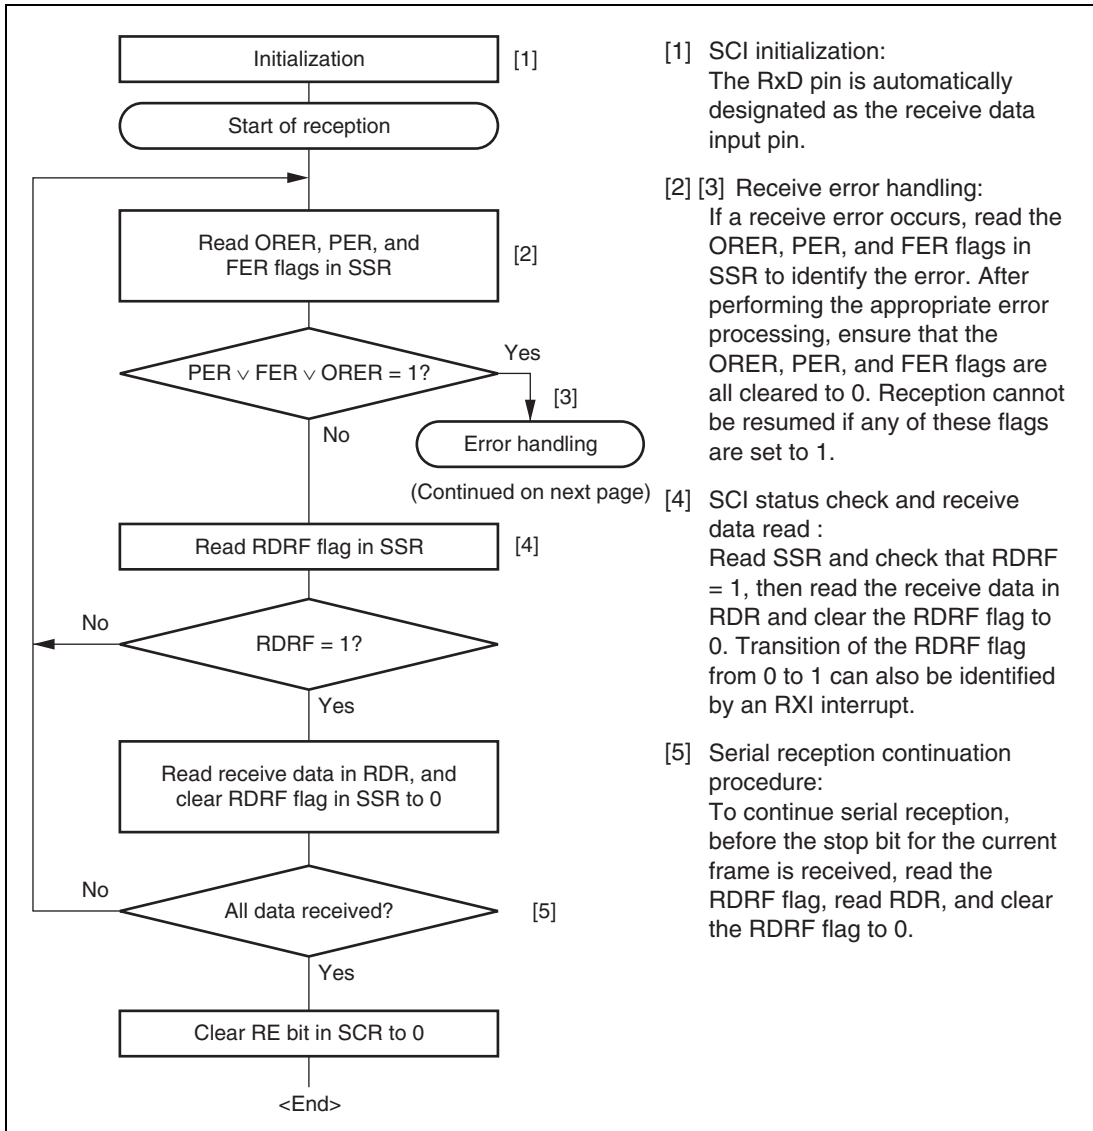 Initialization
[1]
Start of reception
Read ORER, PER, and
FER flags in SSR
[2]
PER ∨ FER ∨ ORER = 1?
Yes
[3]
No
Error handling
(Continued on next page)
Read RDRF flag in SSR
[4]
No
RDRF = 1?
Yes
Read receive data in RDR, and
clear RDRF flag in SSR to 0
No
All data received?
[5]
Yes
Clear RE bit in SCR to 0
<End>
[1] SCI initialization:
The RxD pin is automatically
designated as the receive data
input pin.
[2] [3] Receive error handling:
If a receive error occurs, read the
ORER, PER, and FER flags in
SSR to identify the error. After
performing the appropriate error
processing, ensure that the
ORER, PER, and FER flags are
all cleared to 0. Reception cannot
be resumed if any of these flags
are set to 1.
[4] SCI status check and receive
data read :
Read SSR and check that RDRF
= 1, then read the receive data in
RDR and clear the RDRF flag to
0. Transition of the RDRF flag
from 0 to 1 can also be identified
by an RXI interrupt.
[5] Serial reception continuation
procedure:
To continue serial reception,
before the stop bit for the current
frame is received, read the
RDRF flag, read RDR, and clear
the RDRF flag to 0.